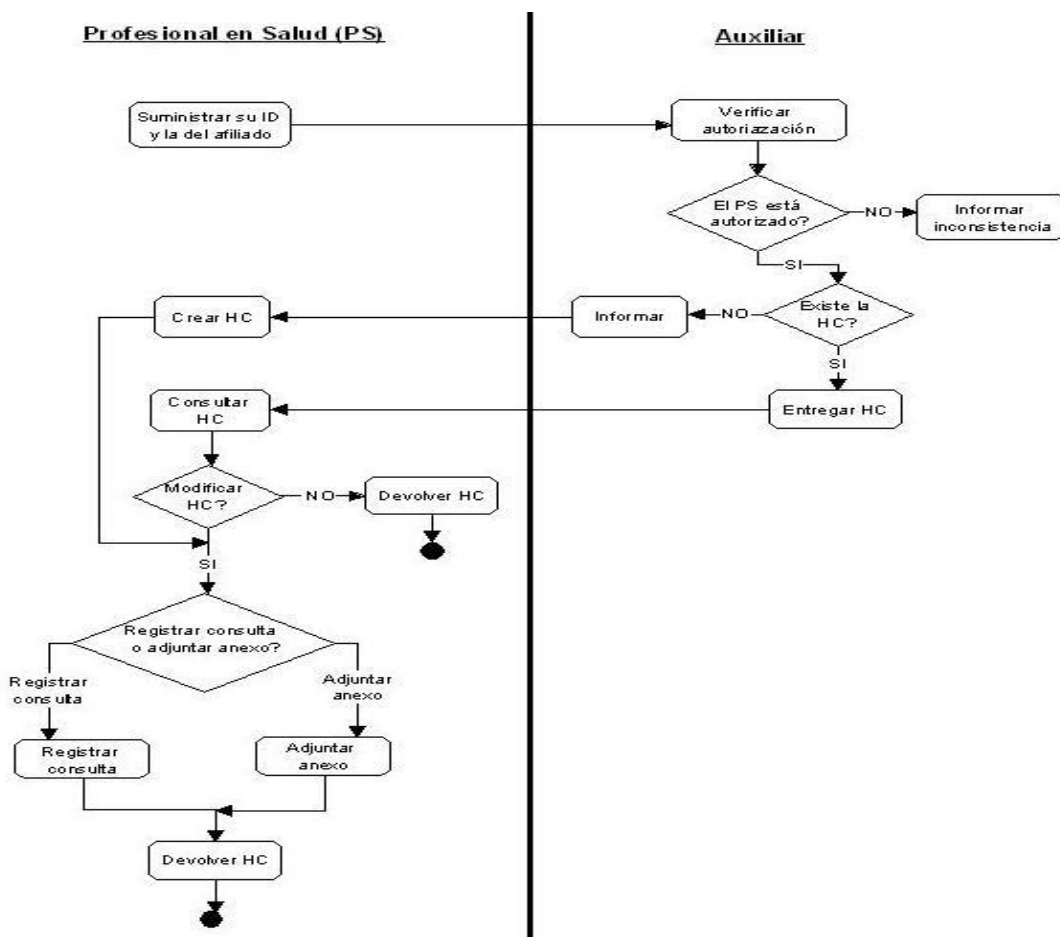 Profesional en Salud (PS)
Auxiliar
Suministrar su ID
y la del afiliado
Verificar
autoriazación
El PS está
autorizado?
NO
Informar
inconsistencia
SI
Crear HC
Informar
NO
Existe la
HC?
SI
Consultar
HC
Entregar HC
Modificar
HC?
NO
Devolver HC
SI
Registrar consulta
o adjuntar anexo?
Registrar
consulta
Adjuntar
anexo
Registrar
consulta
Adjuntar
anexo
Devolver HC